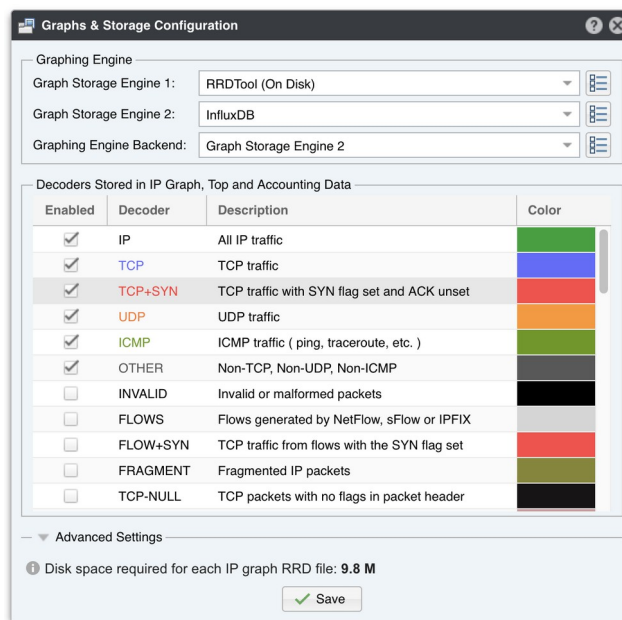 Graphs & Storage Configuration
Graphing Engine
Graph Storage Engine 1: RRDTool (On Disk)
Graph Storage Engine 2: InfluxDB
Graphing Engine Backend: Graph Storage Engine 2
Decoders Stored in IP Graph, Top and Accounting Data
Enabled Decoder Description Color
IP All IP traffic
TCP TCP traffic
TCP+SYN TCP traffic with SYN flag set and ACK unset
UDP UDP traffic
ICMP ICMP traffic ( ping, traceroute, etc. )
OTHER Non-TCP, Non-UDP, Non-ICMP
INVALID Invalid or malformed packets
FLOWS Flows generated by NetFlow, sFlow or IPFIX
FLOW+SYN TCP traffic from flows with the SYN flag set
FRAGMENT Fragmented IP packets
TCP-NULL TCP packets with no flags in packet header
Advanced Settings
Disk space required for each IP graph RRD file: 9.8 M
Save